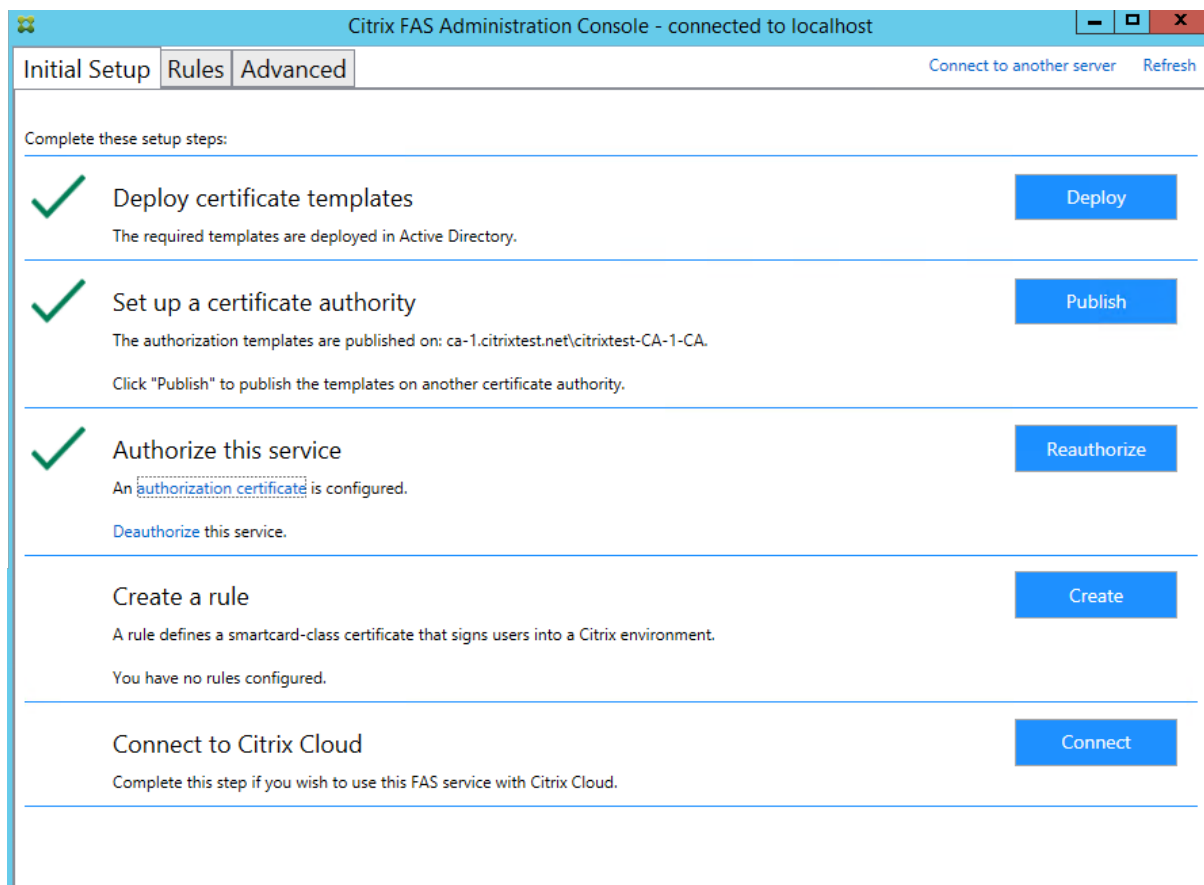 Citrix FAS Administration Console - connected to localhost
Initial Setup Rules Advanced Connect to another server Refresh
Complete these setup steps:
Deploy certificate templates
Deploy
The required templates are deployed in Active Directory.
Set up a certificate authority
Publish
The authorization templates are published on: ca-1.citrixtest.net\citrixtest-CA-1-CA.
Click "Publish" to publish the templates on another certificate authority.
Authorize this service
Reauthorize
An authorization certificate is configured.
Deauthorize this service.
Create a rule
Create
A rule defines a smartcard-class certificate that signs users into a Citrix environment.
You have no rules configured.
Connect to Citrix Cloud
Connect
Complete this step if you wish to use this FAS service with Citrix Cloud.